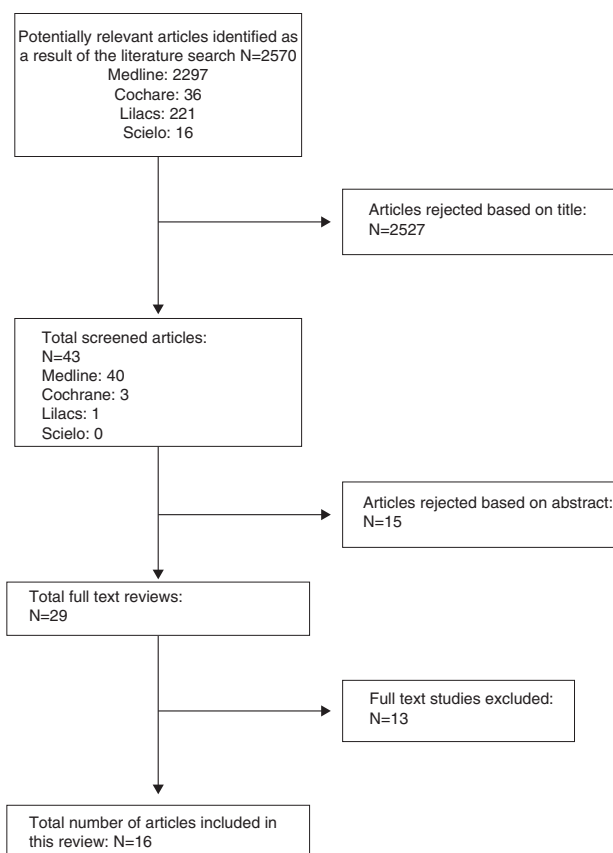 Potentially relevant articles identified as
a result of the literature search N=2570
Medline: 2297
Cochare: 36
Lilacs: 221
Scielo: 16
Articles rejected based on title:
N=2527
Total screened articles:
N=43
Medline: 40
Cochrane: 3
Lilacs: 1
Scielo: 0
Articles rejected based on abstract:
N=15
Total full text reviews:
N=29
Full text studies excluded:
N=13
Total number of articles included in
this review: N=16